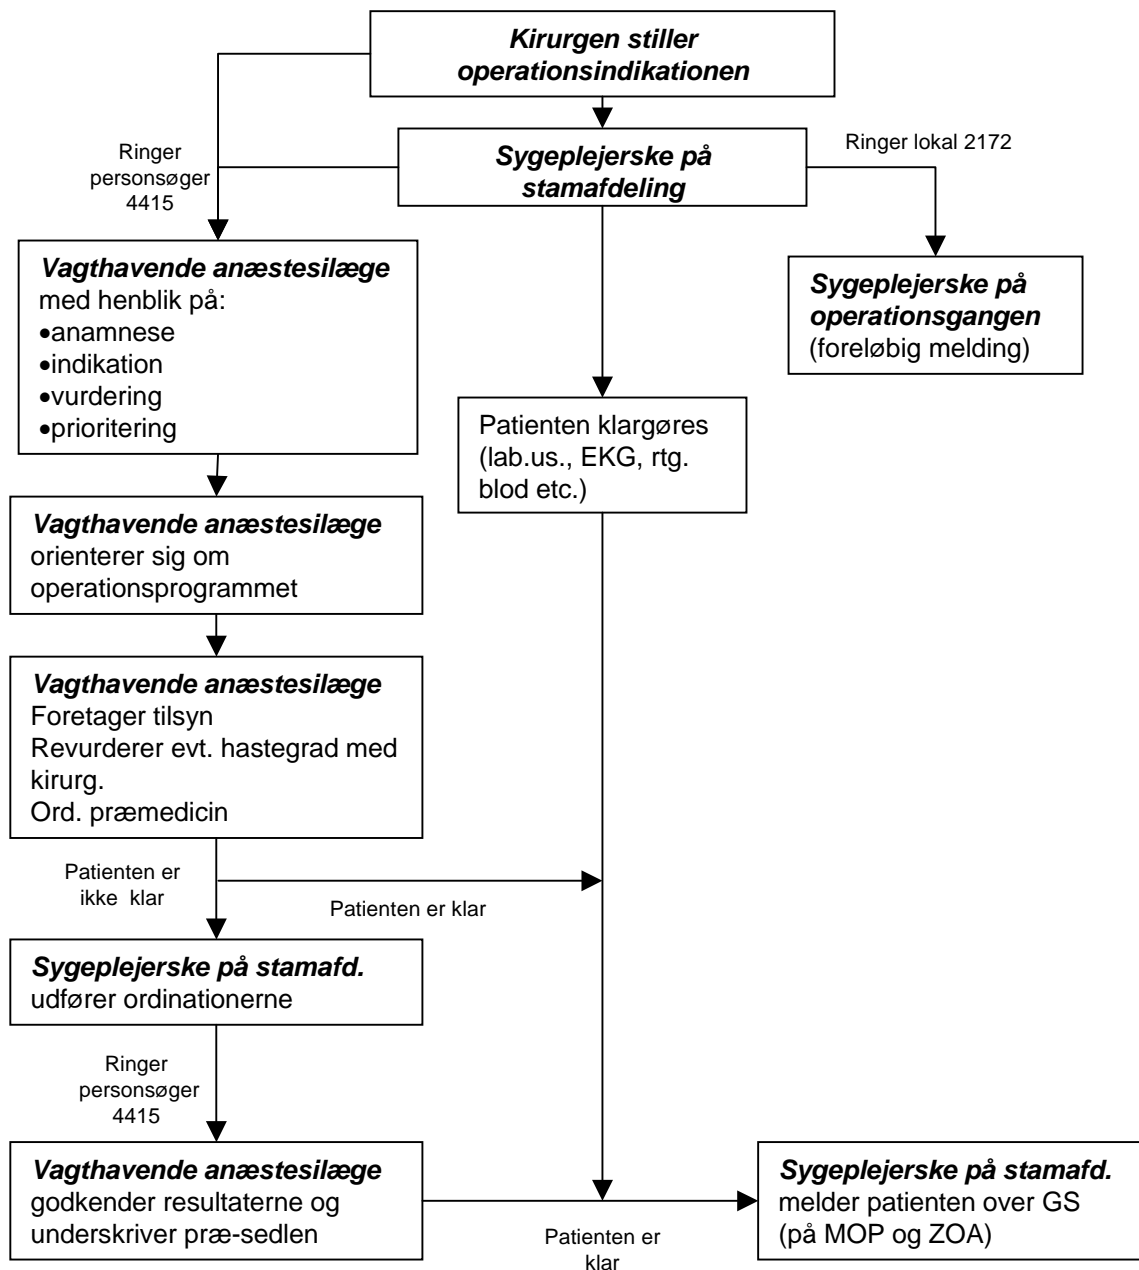 Kirurgen stiller
operationsindikationen
Ringer
personsøger
4415
Sygeplejerske på
stamafdeling
Ringer lokal 2172
Vagthavende anæstesilæge
med henblik på:
•anamnese
•indikation
•vurdering
•prioritering
Sygeplejerske på
operationsgangen
(foreløbig melding)
Patienten klargøres
(lab.us., EKG, rtg.
blod etc.)
Vagthavende anæstesilæge
orienterer sig om
operationsprogrammet
Vagthavende anæstesilæge
Foretager tilsyn
Revurderer evt. hastegrad med
kirurg.
Ord. præmedicin
Patienten er
ikke klar
Patienten er klar
Sygeplejerske på stamafd.
udfører ordinationerne
Ringer
personsøger
4415
Vagthavende anæstesilæge
godkender resultaterne og
underskriver præ-sedlen
Patienten er
klar
Sygeplejerske på stamafd.
melder patienten over GS
(på MOP og ZOA)